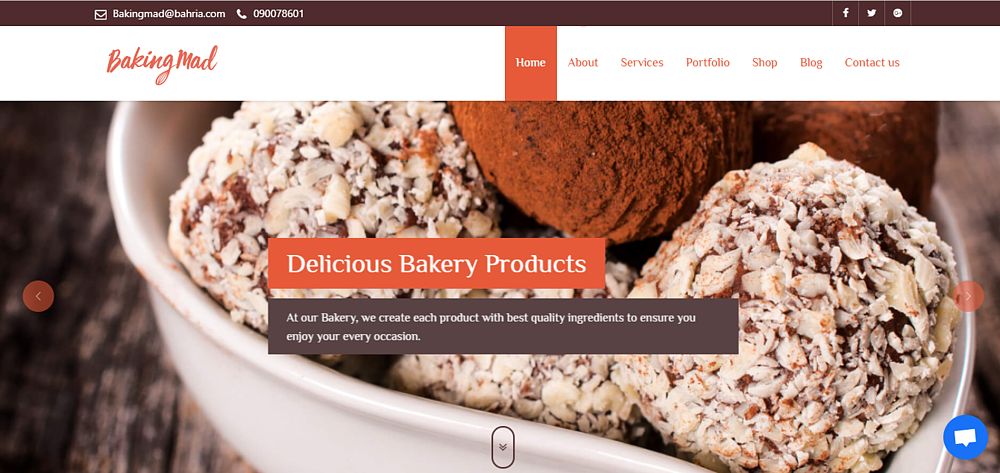 Bakingmad@bahria.com 090078601
Baking Mad
Home About Services Portfolio Shop Blog Contact us
Delicious Bakery Products
At our Bakery, we create each product with best quality ingredients to ensure you
enjoy your every occasion.